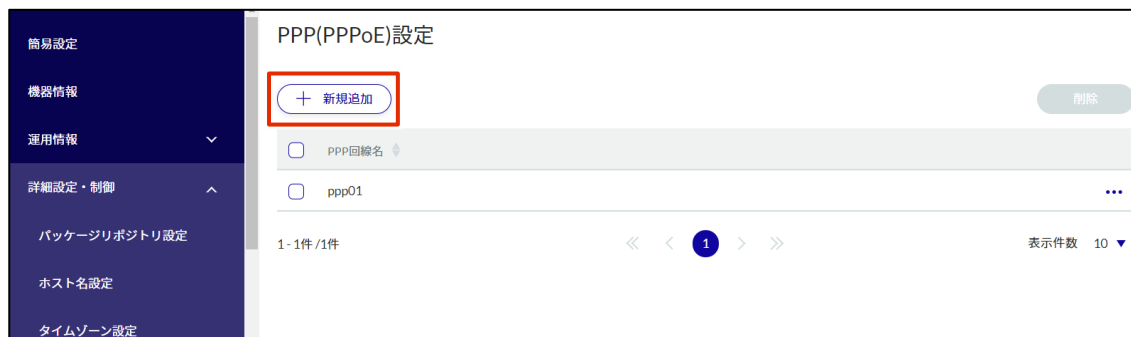 簡易設定
機器情報
運用情報
詳細設定・制御
パッケージリポジトリ設定
ホスト名設定
タイムゾーン設定
PPP(PPPoE)設定
新規追加
削除
PPP回線名
ppp01
1 - 1件 /1件
1
表示件数 10